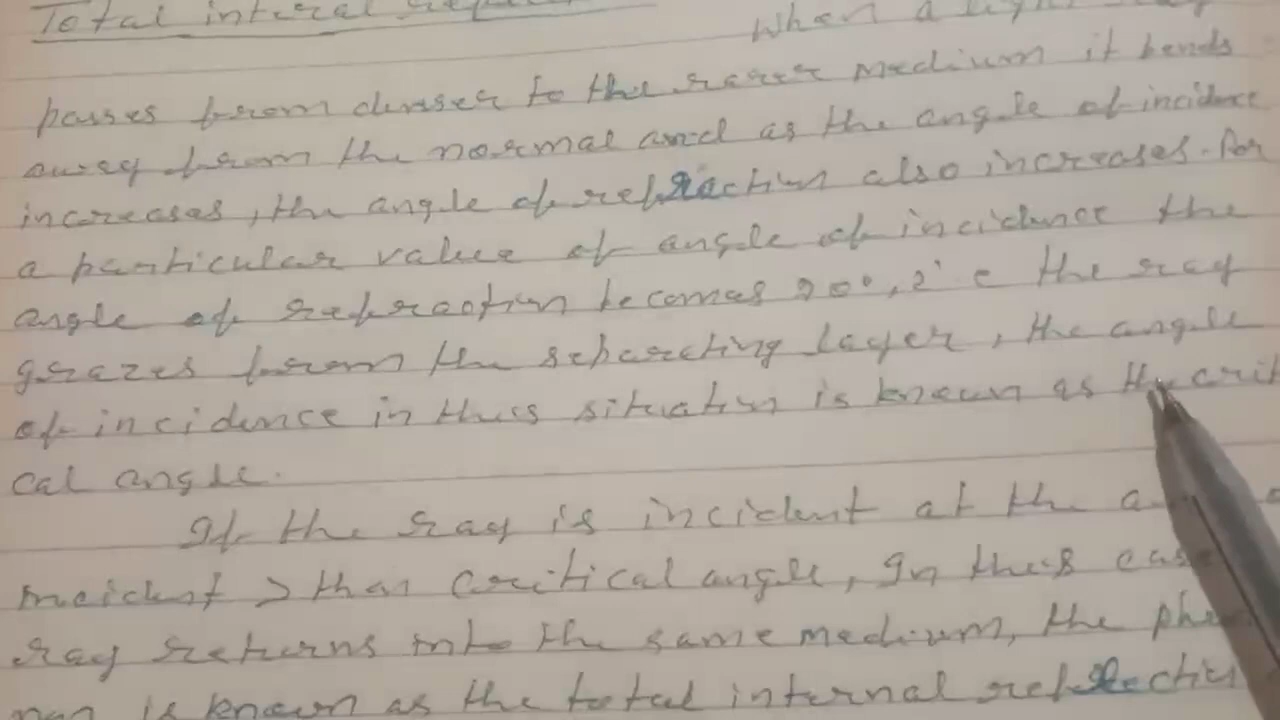 Total interal
When a
passes from denser to the rarer medium it bends
away from the normal and as the angle of incidence
increases, the angle of refraction also increases. For
a particular value of angle of incidence the
angle of refraction becomes 90°, i e the ray
grazes from the separating layer, the angle
of incidence in this situation is known as the criti
cal angle.
If the ray is incident at the
incident > than critical angle, In this case
ray returns into the same medium, the phe
non is known as the total internal reflection